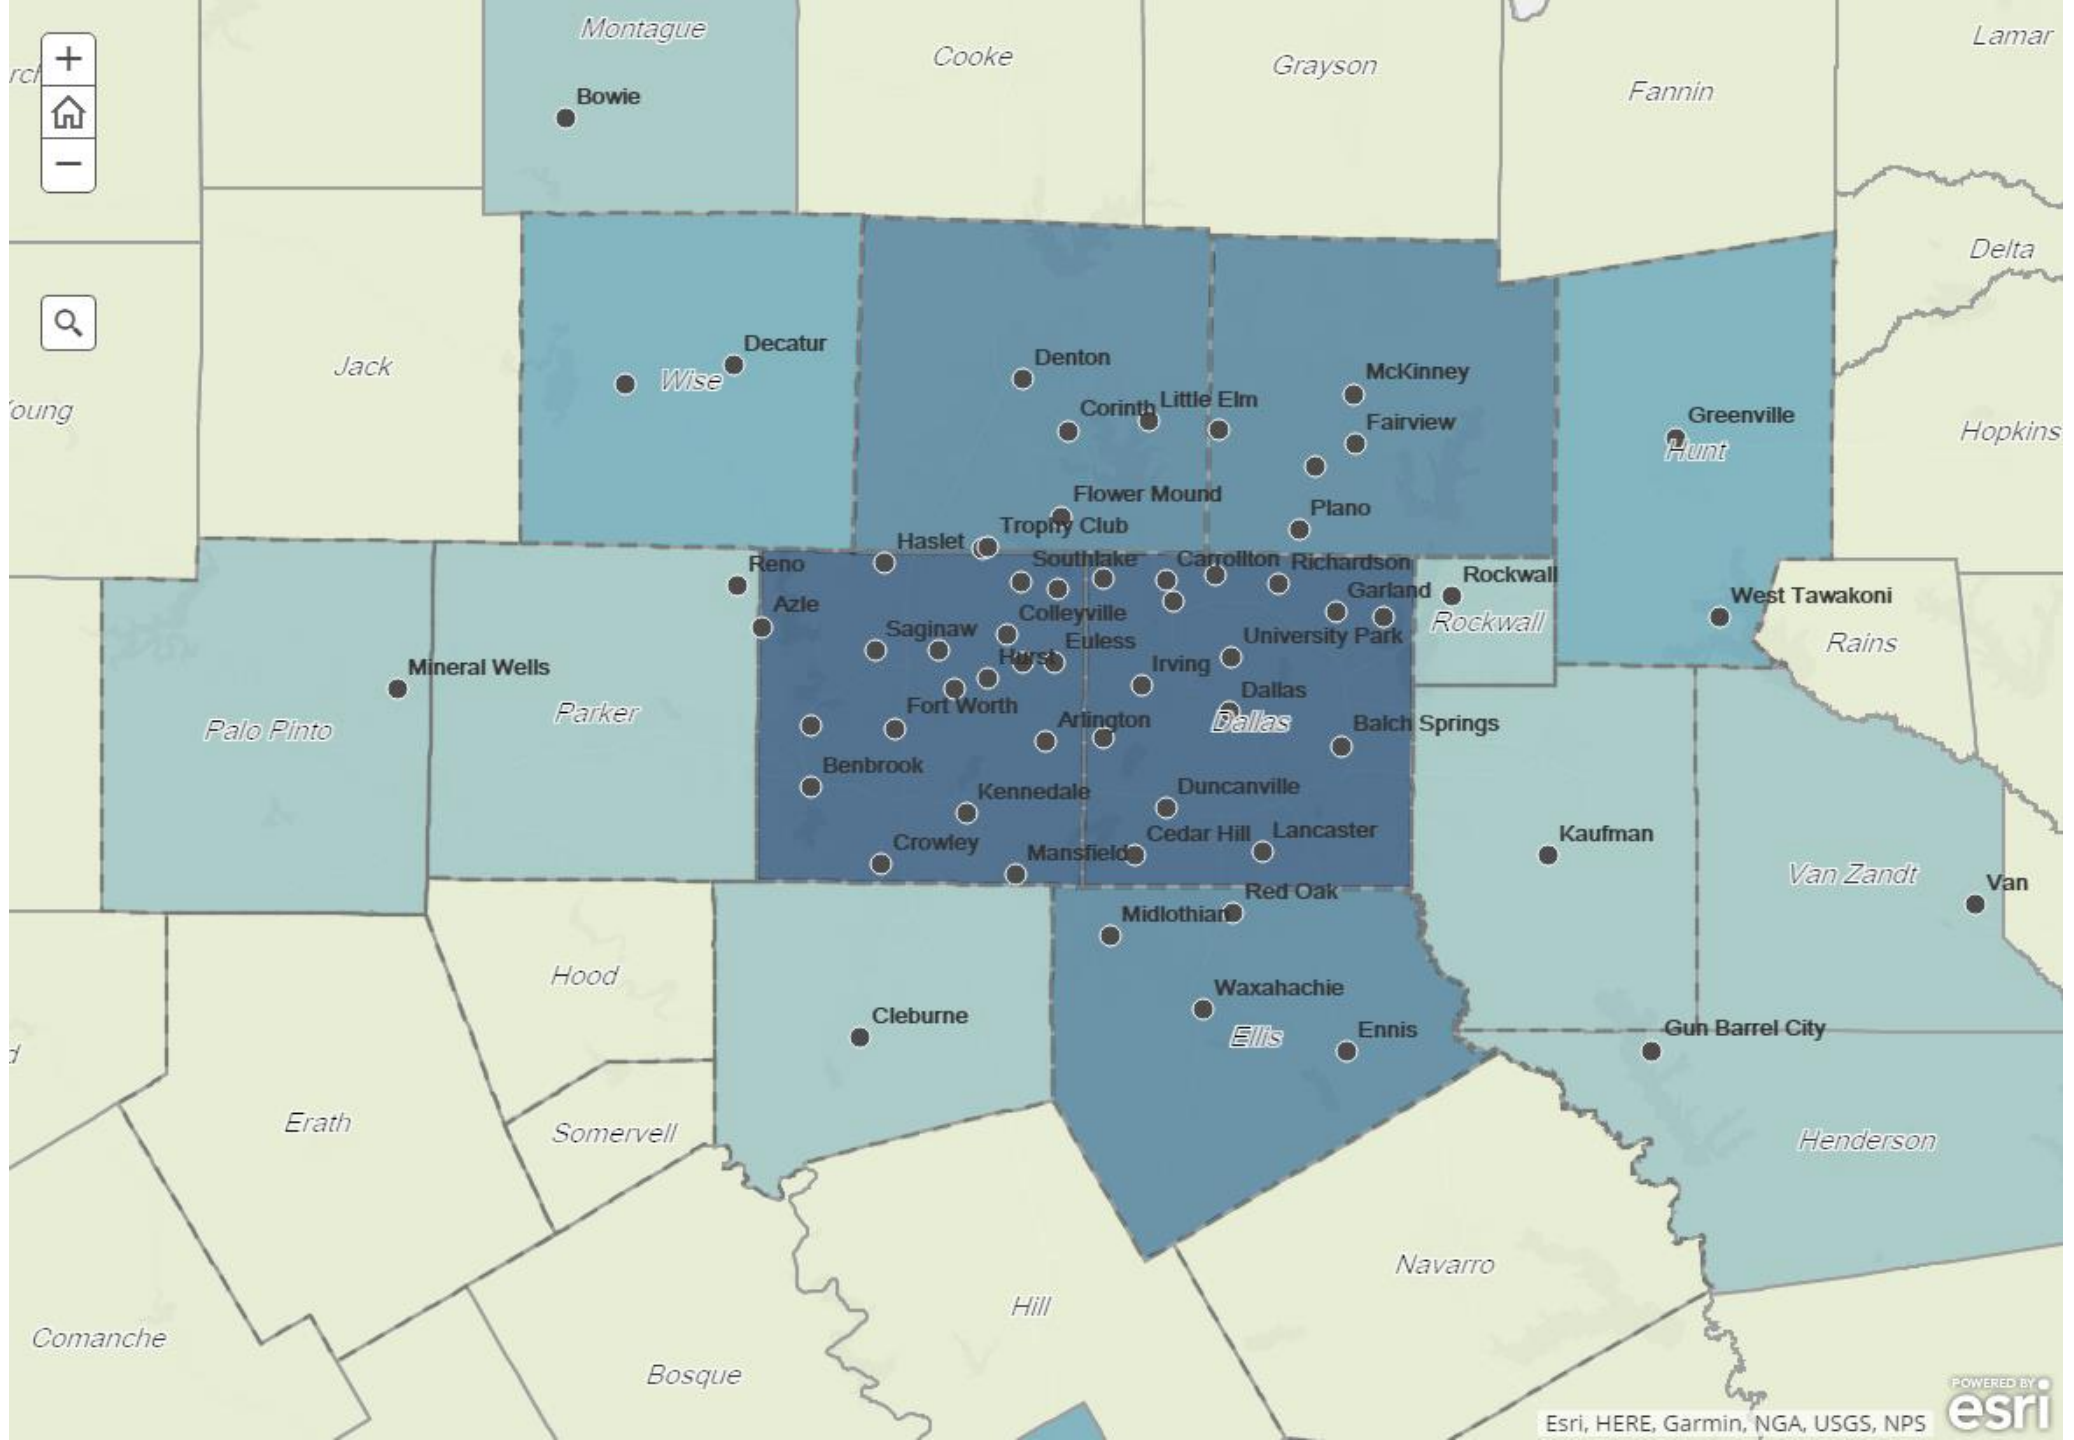 Montague
Cooke
Grayson
Lamar
Fannin
Bowie
Delta
Jack
Wise
Decatur
Denton
McKinney
Corinth
Little Elm
Fairview
Greenville
Hunt
Hopkins
Flower Mound
Plano
Trophy Club
Haslet
Reno
Southlake
Carrollton
Richardson
Rockwall
Garland
West Tawakoni
Azle
Colleyville
Rockwall
Saginaw
Euless
University Park
Rains
Hurst
Irving
Mineral Wells
Dallas
Fort Worth
Parker
Arlington
Dallas
Balch Springs
Palo Pinto
Benbrook
Kennedale
Duncanville
Crowley
Mansfield
Cedar Hill
Lancaster
Kaufman
Van Zandt
Van
Red Oak
Midlothian
Hood
Waxahachie
Cleburne
Ellis
Ennis
Gun Barrel City
Erath
Somervell
Henderson
Navarro
Hill
Comanche
Bosque
POWERED BY
esri
Esri, HERE, Garmin, NGA, USGS, NPS